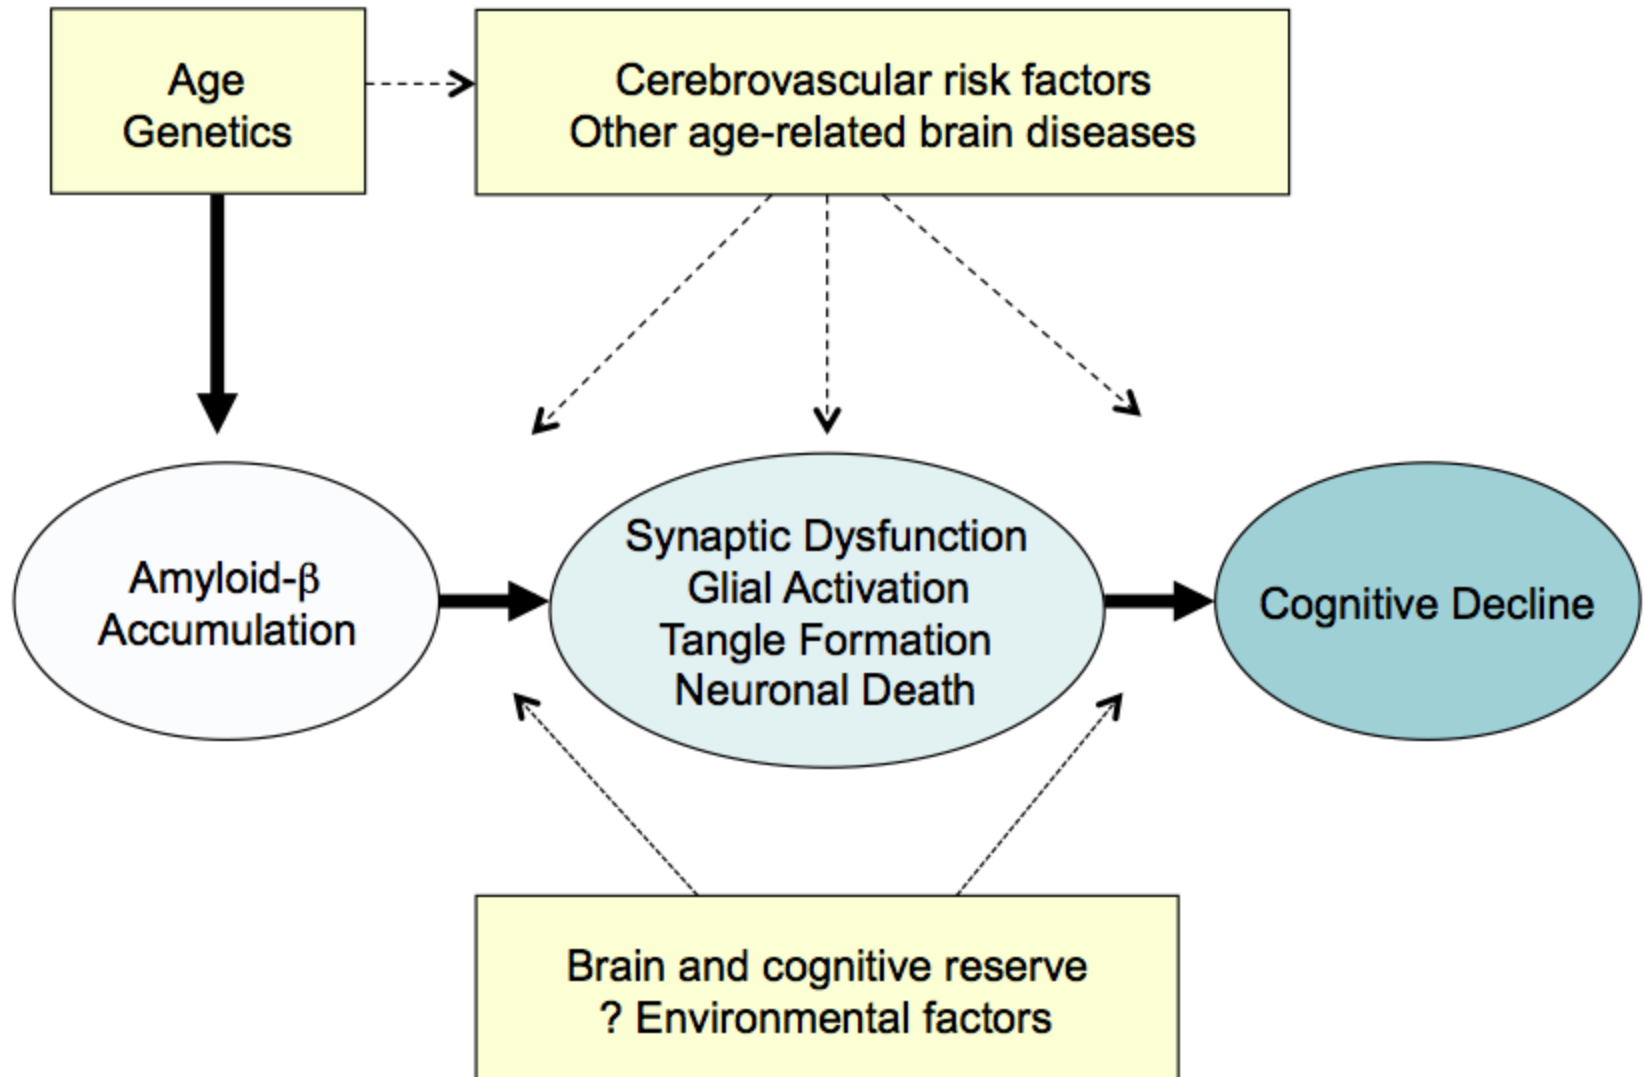 Age
Genetics
Cerebrovascular risk factors
Other age-related brain diseases
Amyloid-β
Accumulation
Synaptic Dysfunction
Glial Activation
Tangle Formation
Neuronal Death
Cognitive Decline
Brain and cognitive reserve
? Environmental factors